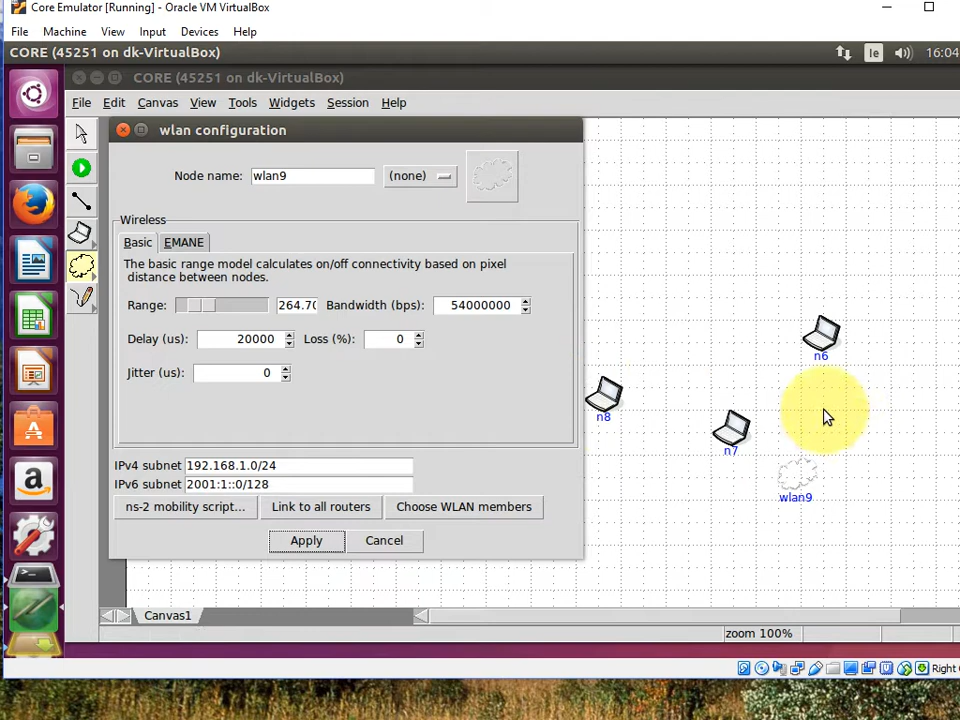 Core Emulator [Running] - Oracle VM VirtualBox
File Machine View Input Devices Help
CORE (45251 on dk-VirtualBox) Ie 16:04
CORE (45251 on dk-VirtualBox)
File Edit Canvas View Tools Widgets Session Help
wlan configuration
Node name: wlan9 (none)
Wireless
Basic EMANE
The basic range model calculates on/off connectivity based on pixel
distance between nodes.
Range: 264.70 Bandwidth (bps): 54000000
Delay (us): 20000 Loss (%): 0
Jitter (us): 0
IPv4 subnet 192.168.1.0/24
IPv6 subnet 2001:1::0/128
ns-2 mobility script... Link to all routers Choose WLAN members
Apply Cancel
n6
n8
n7
wlan9
Canvas1
zoom 100%
Right